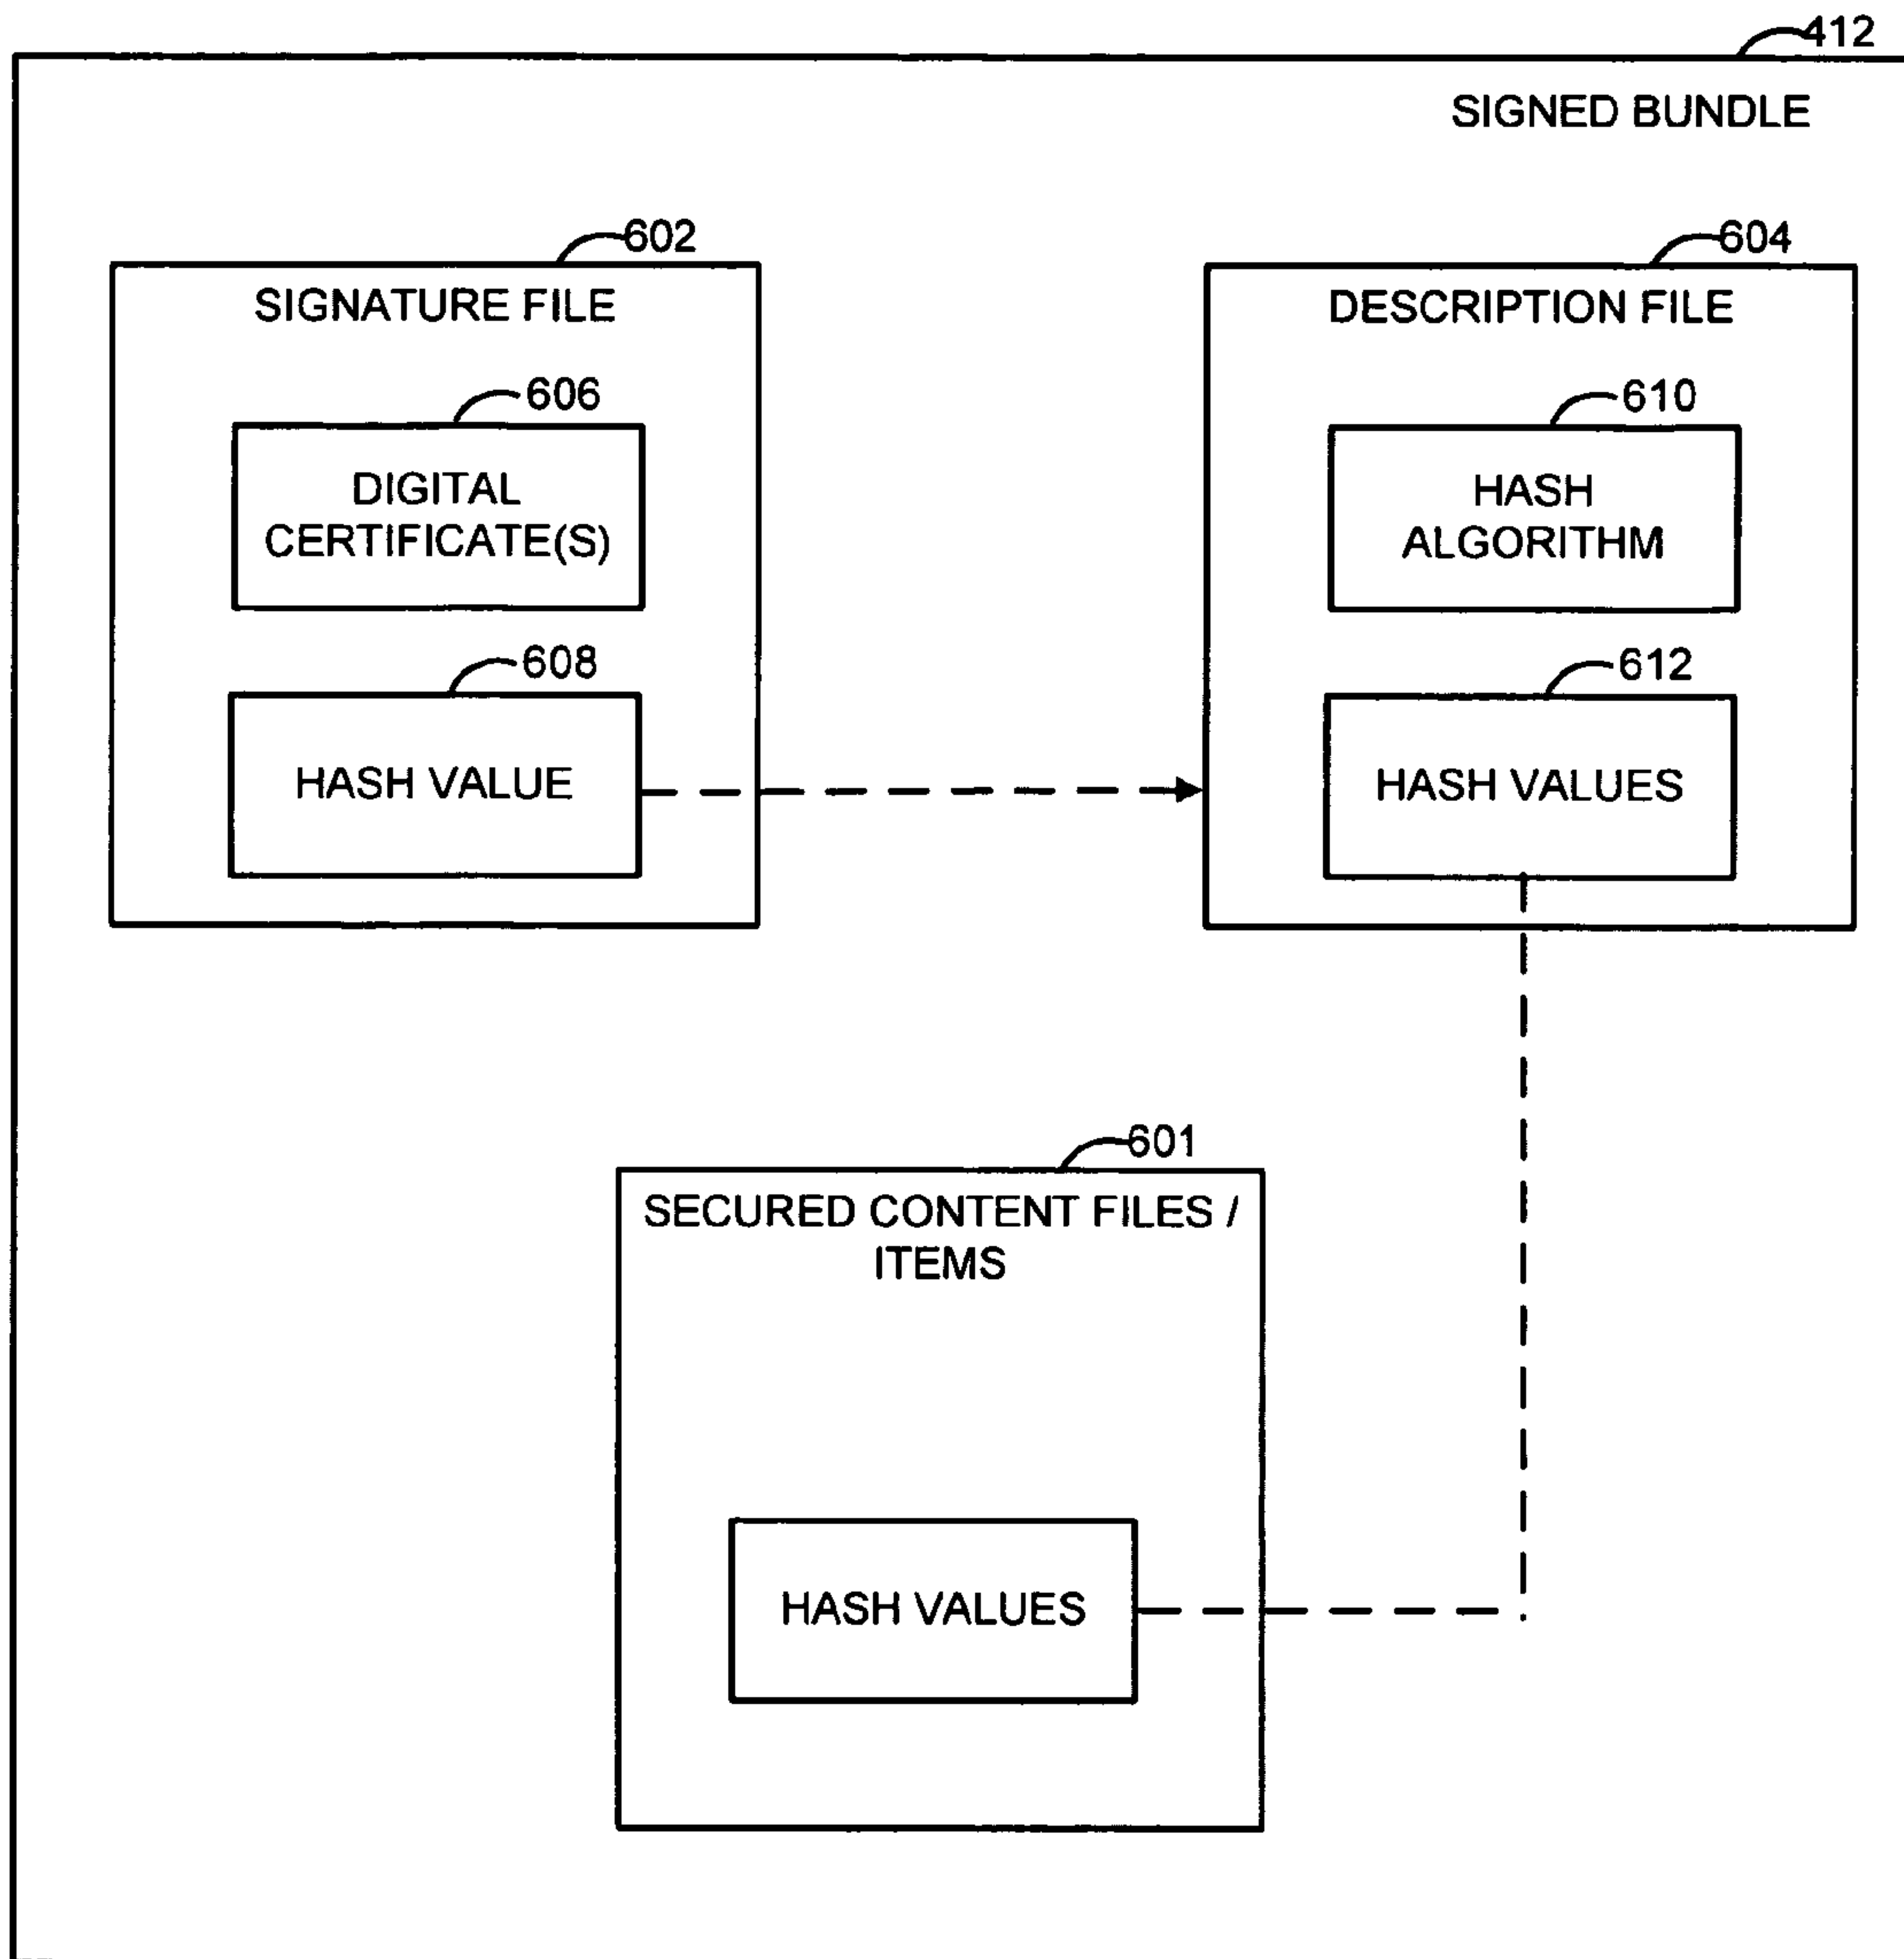 412
SIGNED BUNDLE
602
SIGNATURE FILE
606
DIGITAL
CERTIFICATE(S)
608
HASH VALUE
604
DESCRIPTION FILE
610
HASH
ALGORITHM
612
HASH VALUES
601
SECURED CONTENT FILES /
ITEMS
HASH VALUES